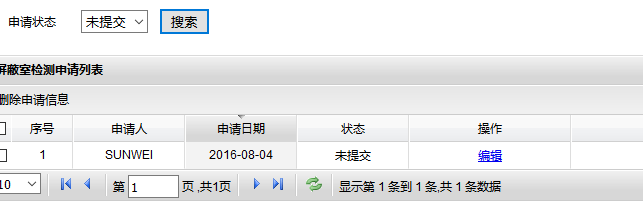 申请状态 未提交 搜索
屏蔽室检测申请列表
删除申请信息
序号 申请人 申请日期 状态 操作
1 SUNWEI 2016-08-04 未提交 编辑
10 第 1 页,共1页 显示第 1 条到 1 条,共 1 条数据